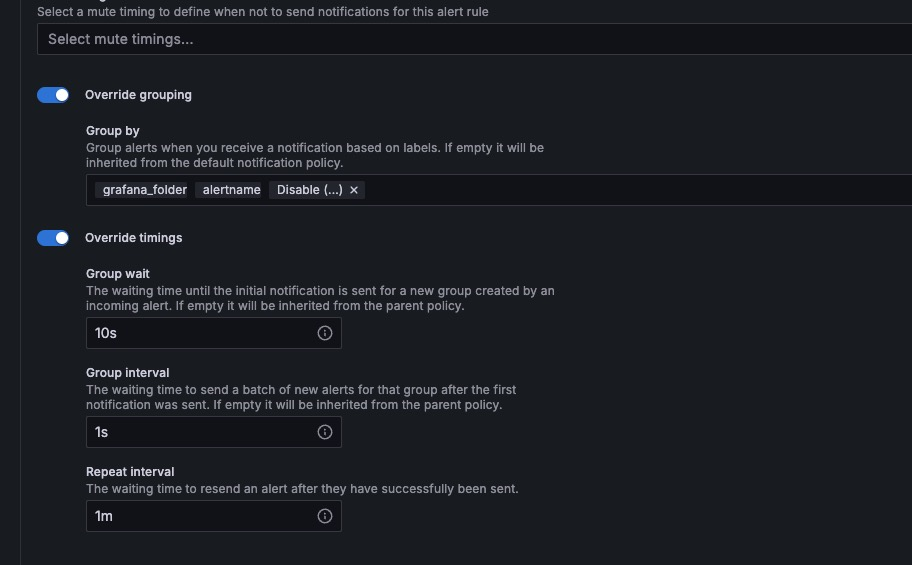 Select a mute timing to define when not to send notifications for this alert rule
Select mute timings...
Override grouping
Group by
Group alerts when you receive a notification based on labels. If empty it will be
inherited from the default notification policy.
grafana_folder alertname Disable (...) ×
Override timings
Group wait
The waiting time until the initial notification is sent for a new group created by an
incoming alert. If empty it will be inherited from the parent policy.
10s
Group interval
The waiting time to send a batch of new alerts for that group after the first
notification was sent. If empty it will be inherited from the parent policy.
1s
Repeat interval
The waiting time to resend an alert after they have successfully been sent.
1m